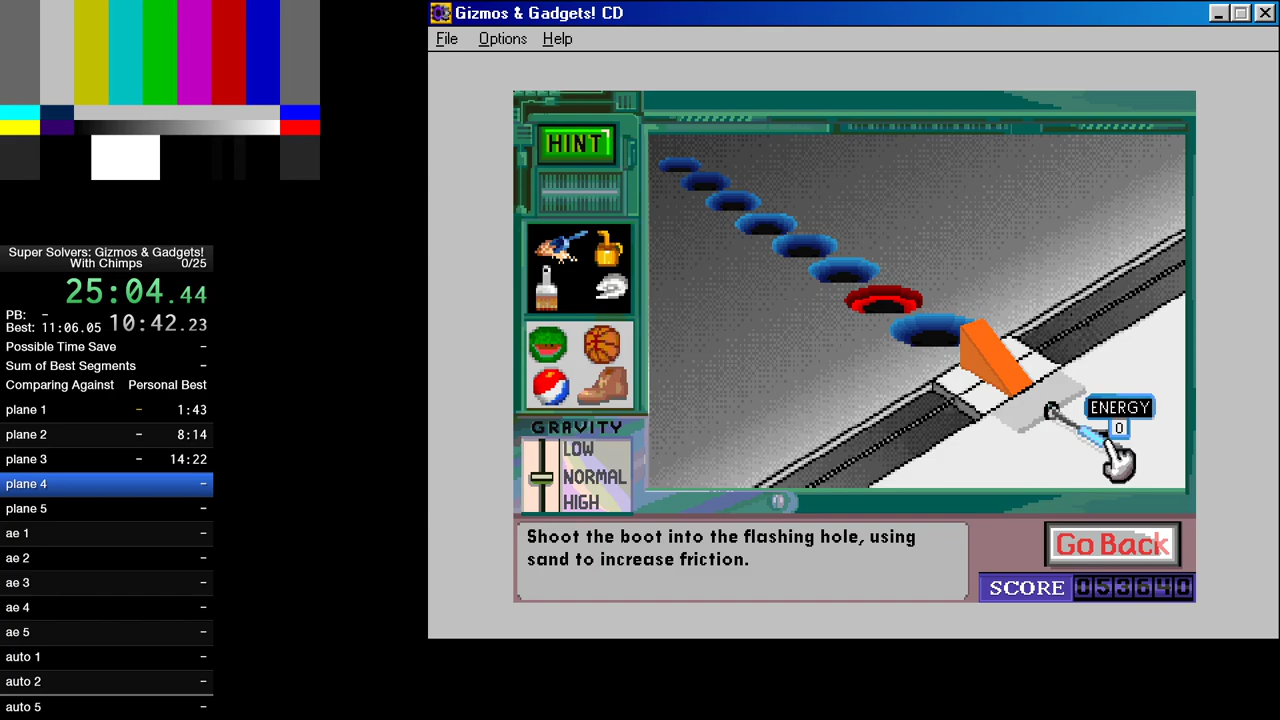 Gizmos & Gadgets! CD
File Options Help
HINT
GRAVITY
LOW
NORMAL
HIGH
ENERGY
0
Shoot the boot into the flashing hole, using
sand to increase friction.
Go Back
SCORE 053640
Super Solvers: Gizmos & Gadgets!
With Chimps 0/25
25:04.44
PB: -
Best: 11:06.05 10:42.23
Possible Time Save -
Sum of Best Segments -
Comparing Against Personal Best
plane 1 - 1:43
plane 2 - 8:14
plane 3 - 14:22
plane 4 -
plane 5 -
ae 1 -
ae 2 -
ae 3 -
ae 4 -
ae 5 -
auto 1 -
auto 2 -
auto 5 -